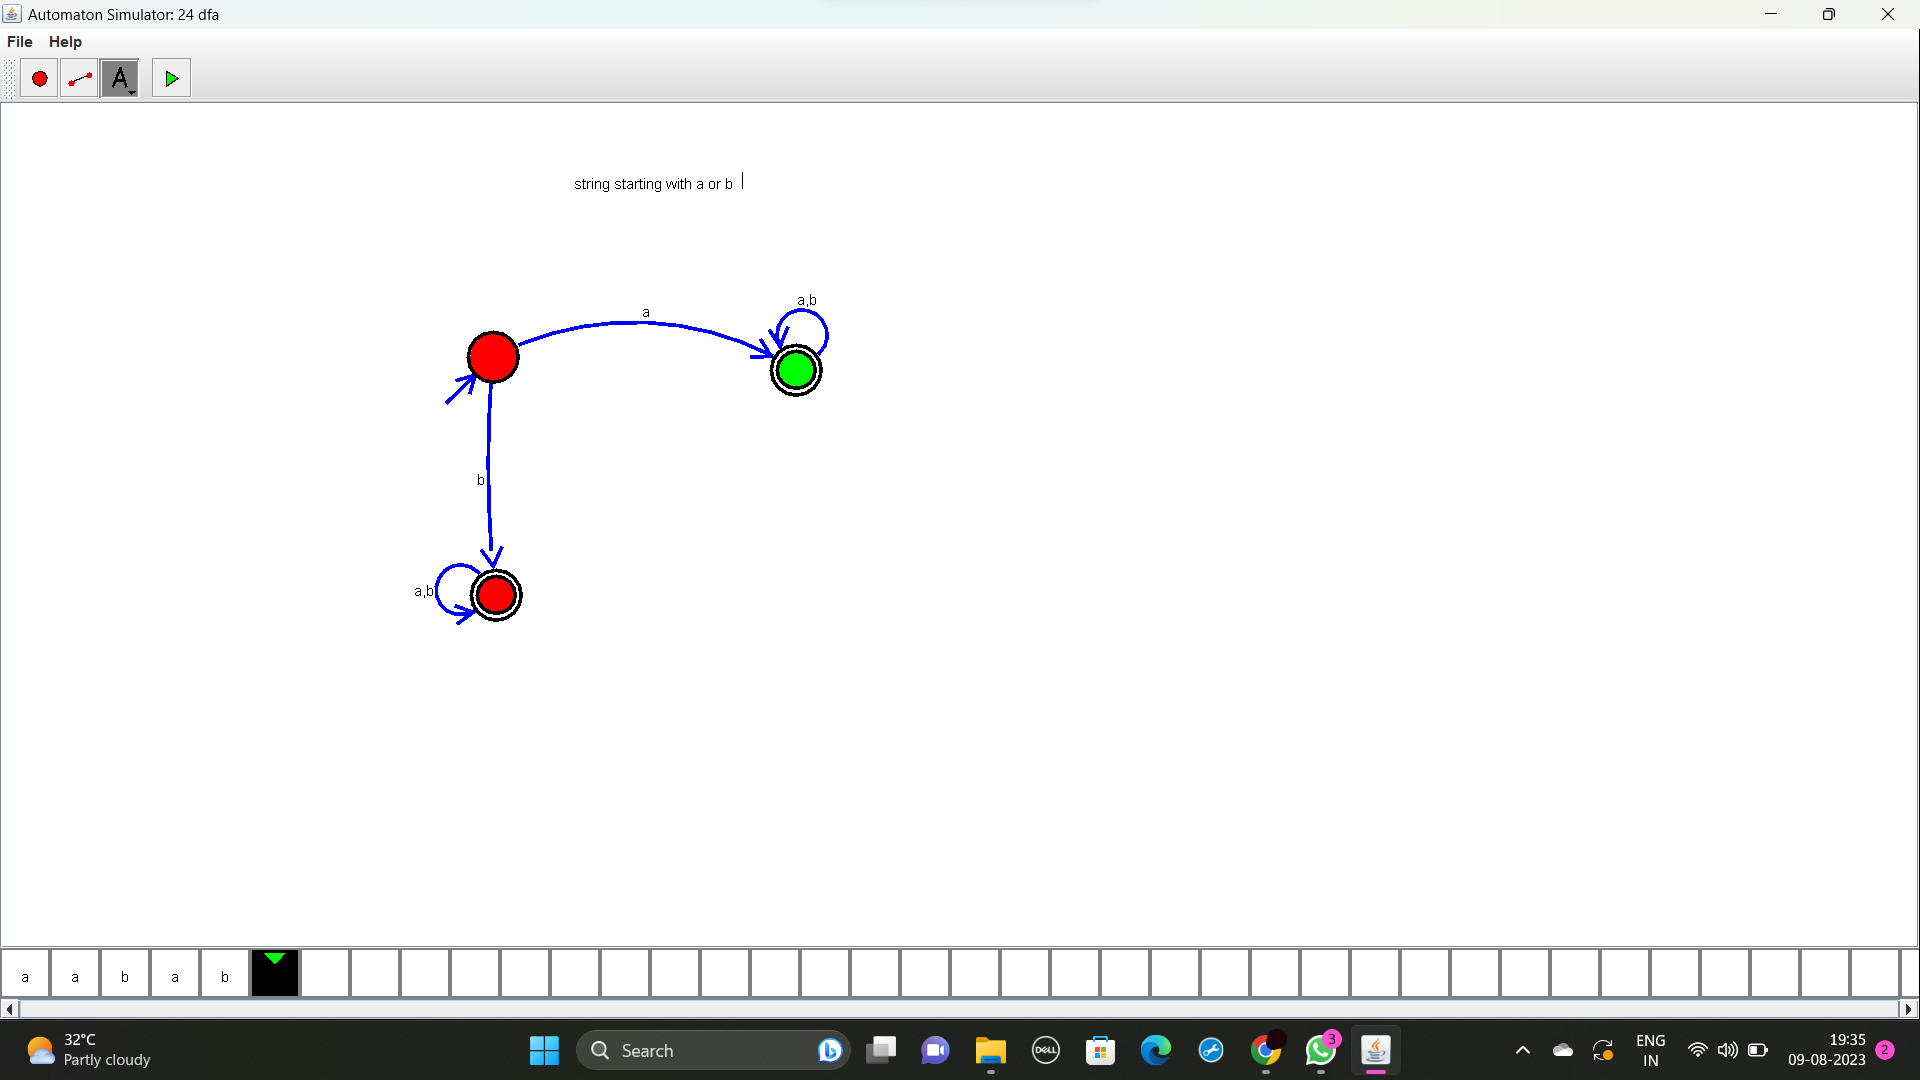 Automaton Simulator: 24 dfa
File Help
A
string starting with a or b
a
a,b
b
a,b
a a b a b
32°C
Partly cloudy
Search
DELL
3
ENG
IN
19:35
09-08-2023
2